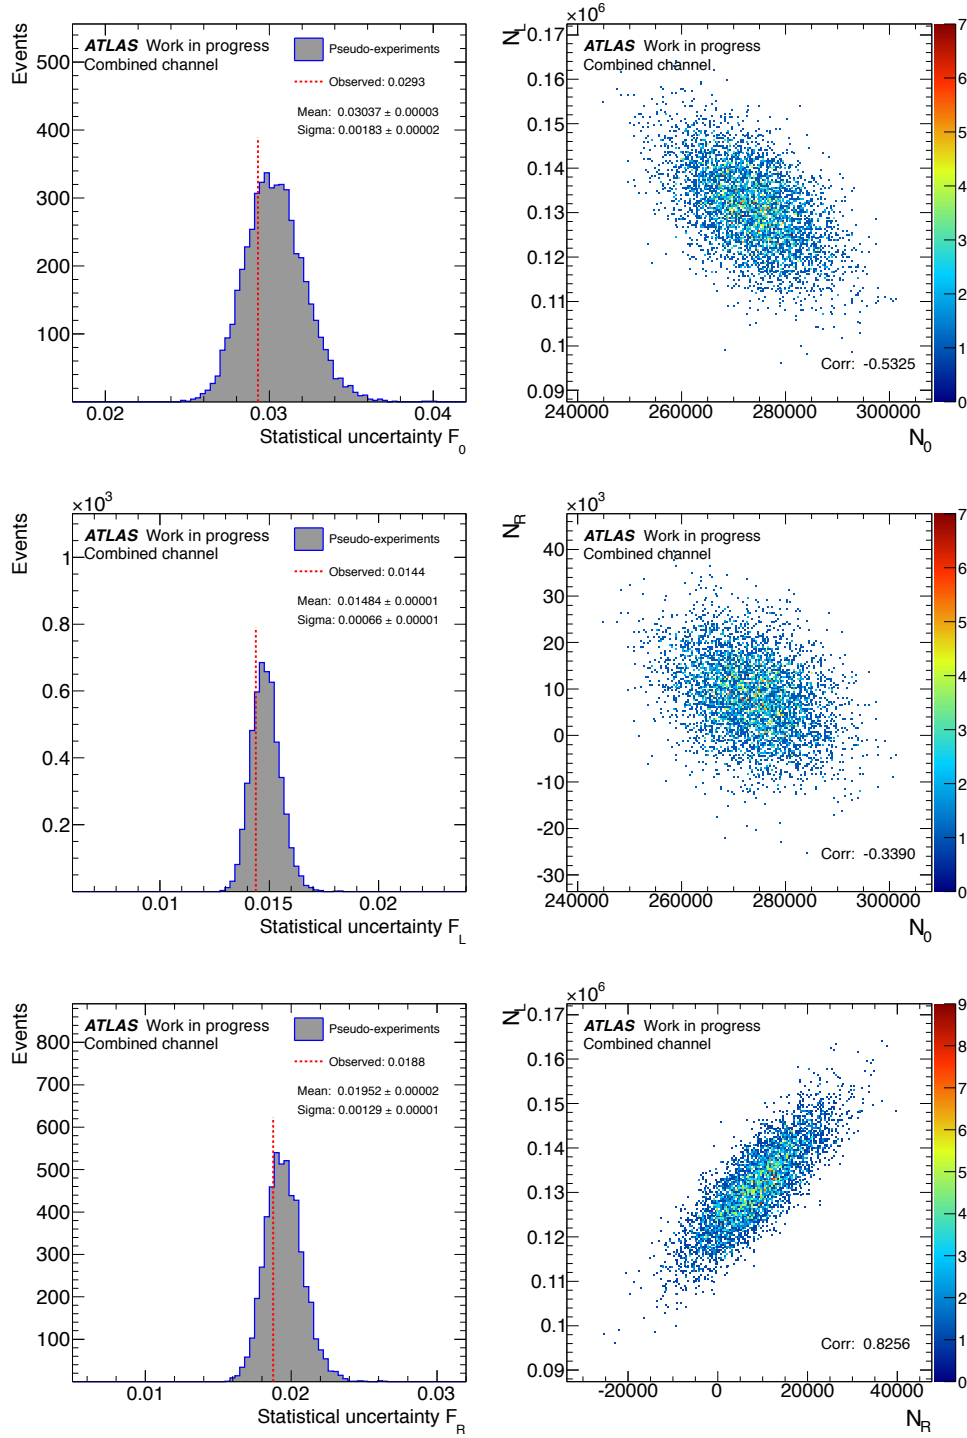 Events
500
400
300
200
100
ATLAS Work in progress
Combined channel
Pseudo-experiments
Observed: 0.0293
Mean: 0.03037 ± 0.00003
Sigma: 0.00183 ± 0.00002
0.02 0.03 0.04
Statistical uncertainty F0
NL
×10^6
0.17
0.16
0.15
0.14
0.13
0.12
0.11
0.1
0.09
ATLAS Work in progress
Combined channel
Corr: -0.5325
240000 260000 280000 300000
N0
7
6
5
4
3
2
1
0
Events
×10^3
1
0.8
0.6
0.4
0.2
ATLAS Work in progress
Combined channel
Pseudo-experiments
Observed: 0.0144
Mean: 0.01484 ± 0.00001
Sigma: 0.00066 ± 0.00001
0.01 0.015 0.02
Statistical uncertainty FL
NR
×10^3
40
30
20
10
0
-10
-20
-30
ATLAS Work in progress
Combined channel
Corr: -0.3390
240000 260000 280000 300000
N0
7
6
5
4
3
2
1
0
Events
800
700
600
500
400
300
200
100
ATLAS Work in progress
Combined channel
Pseudo-experiments
Observed: 0.0188
Mean: 0.01952 ± 0.00002
Sigma: 0.00129 ± 0.00001
0.01 0.02 0.03
Statistical uncertainty FR
NL
×10^6
0.17
0.16
0.15
0.14
0.13
0.12
0.11
0.1
0.09
ATLAS Work in progress
Combined channel
Corr: 0.8256
-20000 0 20000 40000
NR
9
8
7
6
5
4
3
2
1
0